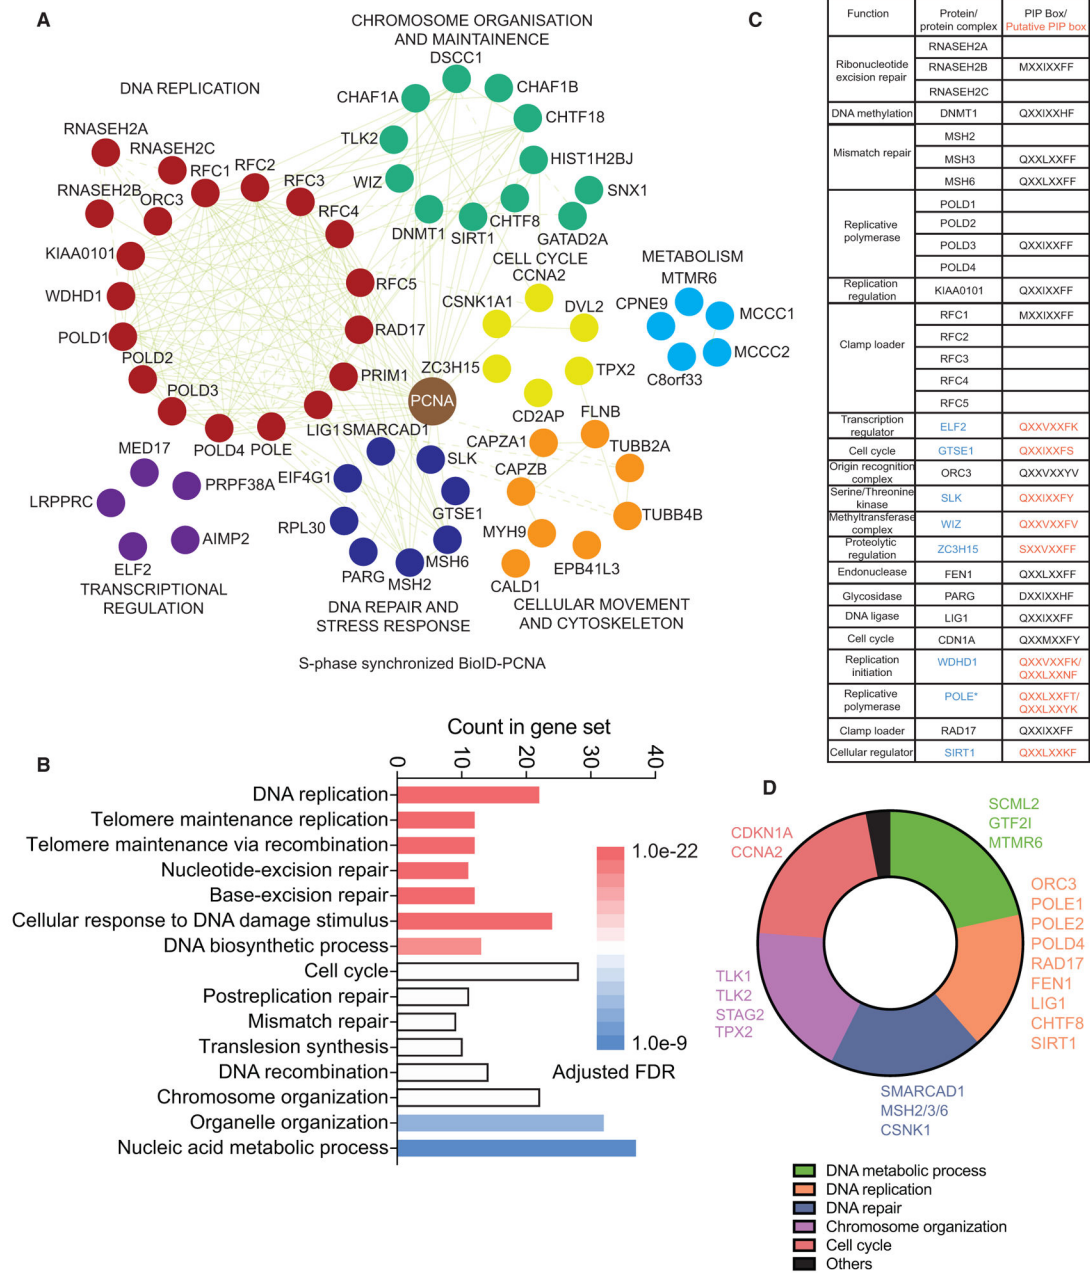 A
CHROMOSOME ORGANISATION
AND MAINTAINENCE
DNA REPLICATION
DSCC1
CHAF1A
CHAF1B
CHTF18
TLK2
HIST1H2BJ
WIZ
SNX1
CHTF8
DNMT1
SIRT1
GATAD2A
RNASEH2A
RNASEH2C
RFC1
RFC2
RFC3
RFC4
RNASEH2B
ORC3
KIAA0101
RFC5
WDHD1
RAD17
POLD1
POLD2
PRIM1
POLD3
POLD4
POLE
LIG1
PCNA
CELL CYCLE
CCNA2
CSNK1A1
DVL2
ZC3H15
TPX2
CD2AP
METABOLISM
MTMR6
CPNE9
MCCC1
MCCC2
C8orf33
MED17
PRPF38A
LRPPRC
AIMP2
ELF2
TRANSCRIPTIONAL
REGULATION
SMARCAD1
SLK
EIF4G1
GTSE1
RPL30
MSH6
PARG
MSH2
DNA REPAIR AND
STRESS RESPONSE
FLNB
CAPZA1
TUBB2A
CAPZB
TUBB4B
MYH9
EPB41L3
CALD1
CELLULAR MOVEMENT
AND CYTOSKELETON
S-phase synchronized BioID-PCNA
C
Function Protein/ protein complex PIP Box/ Putative PIP box
Ribonucleotide excision repair RNASEH2A
RNASEH2B MXXIXXFF
RNASEH2C
DNA methylation DNMT1 QXXIXXHF
Mismatch repair MSH2
MSH3 QXXLXXFF
MSH6 QXXLXXFF
Replicative polymerase POLD1
POLD2
POLD3 QXXIXXFF
POLD4
Replication regulation KIAA0101 QXXIXXFF
Clamp loader RFC1 MXXIXXFF
RFC2
RFC3
RFC4
RFC5
Transcription regulator ELF2 QXXVXXFK
Cell cycle GTSE1 QXXIXXFS
Origin recognition complex ORC3 QXXVXXYV
Serine/Threonine kinase SLK QXXIXXFY
Methyltransferase complex WIZ QXXVXXFV
Proteolytic regulation ZC3H15 SXXVXXFF
Endonuclease FEN1 QXXLXXFF
Glycosidase PARG DXXIXXHF
DNA ligase LIG1 QXXIXXFF
Cell cycle CDN1A QXXMXXFY
Replication initiation WDHD1 QXXVXXFK/ QXXLXXNF
Replicative polymerase POLE* QXXLXXFT/ QXXLXXYK
Clamp loader RAD17 QXXIXXFF
Cellular regulator SIRT1 QXXLXXKF
B
Count in gene set
0 10 20 30 40
DNA replication
Telomere maintenance replication
Telomere maintenance via recombination
Nucleotide-excision repair
Base-excision repair
Cellular response to DNA damage stimulus
DNA biosynthetic process
Cell cycle
Postreplication repair
Mismatch repair
Translesion synthesis
DNA recombination
Chromosome organization
Organelle organization
Nucleic acid metabolic process
1.0e-22
1.0e-9
Adjusted FDR
D
SCML2
GTF2I
MTMR6
CDKN1A
CCNA2
ORC3
POLE1
POLE2
POLD4
RAD17
FEN1
LIG1
CHTF8
SIRT1
TLK1
TLK2
STAG2
TPX2
SMARCAD1
MSH2/3/6
CSNK1
DNA metabolic process
DNA replication
DNA repair
Chromosome organization
Cell cycle
Others